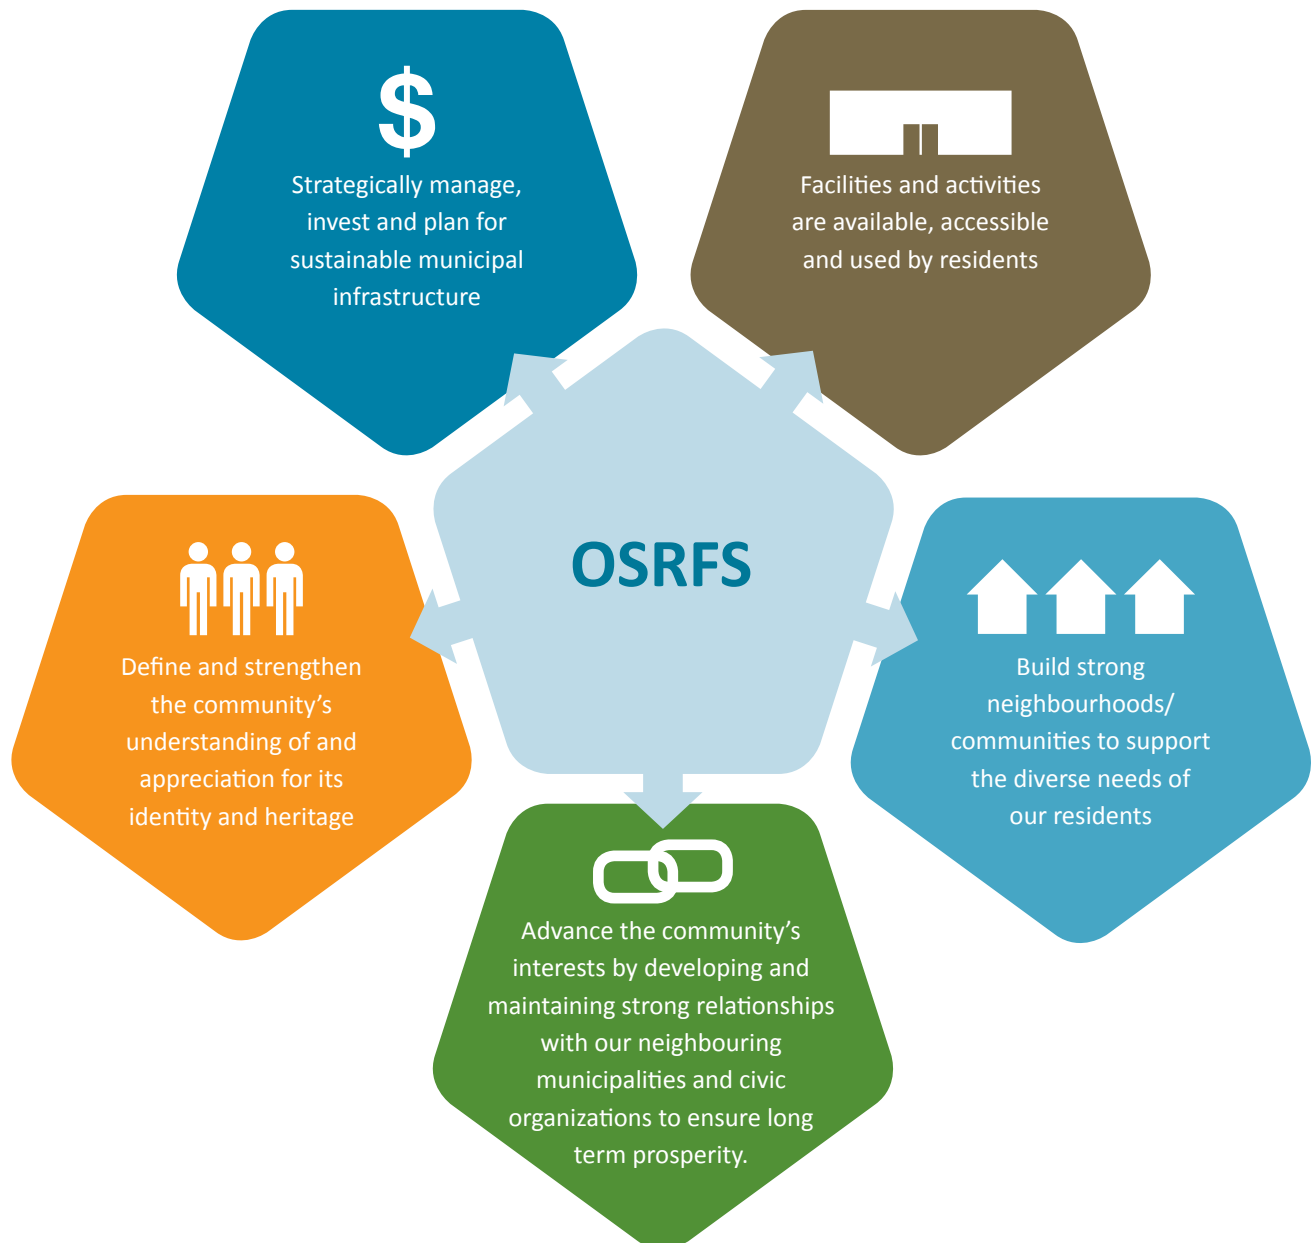 $
Strategically manage,
invest and plan for
sustainable municipal
infrastructure
Facilities and activities
are available, accessible
and used by residents
OSRFS
Define and strengthen
the community’s
understanding of and
appreciation for its
identity and heritage
Build strong
neighbourhoods/
communities to support
the diverse needs of
our residents
Advance the community’s
interests by developing and
maintaining strong relationships
with our neighbouring
municipalities and civic
organizations to ensure long
term prosperity.